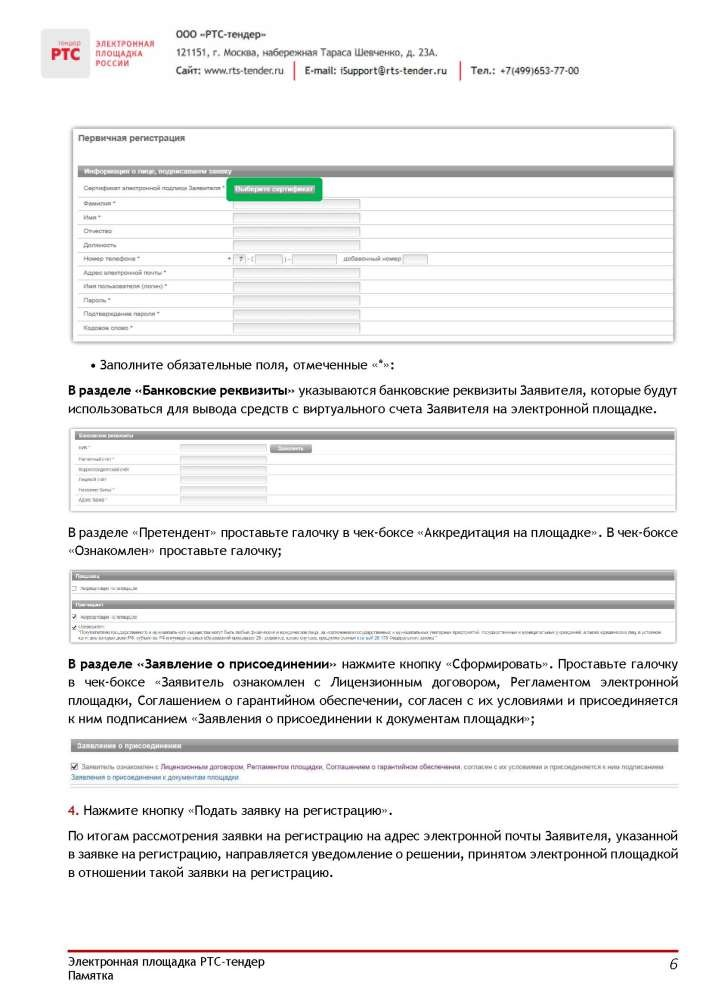 ООО «РТС-тендер»
тендер
РТС
ЭЛЕКТРОННАЯ
ПЛОЩАДКА
РОССИИ
121151, г. Москва, набережная Тараса Шевченко, д. 23А.
Сайт: www.rts-tender.ru | E-mail: iSupport@rts-tender.ru | Тел.: +7(499)653-77-00
Первичная регистрация
Информация о лице, подписавшем заявку
Сертификат электронной подписи Заявителя * Выберите сертификат
Фамилия *
Имя *
Отчество
Должность
Номер телефона * + 7 - ( ) - добавочный номер
Адрес электронной почты *
Имя пользователя (логин) *
Пароль *
Подтверждение пароля *
Кодовое слово *
• Заполните обязательные поля, отмеченные «*»:
В разделе «Банковские реквизиты» указываются банковские реквизиты Заявителя, которые будут
использоваться для вывода средств с виртуального счета Заявителя на электронной площадке.
Банковские реквизиты
БИК * Заполнить
Расчетный счет *
Корреспондентский счет
Лицевой счет
Название банка *
Адрес банка *
В разделе «Претендент» проставьте галочку в чек-боксе «Аккредитация на площадке». В чек-боксе
«Ознакомлен» проставьте галочку;
Продавец
Аккредитация на площадке
Претендент
Аккредитация на площадке
Ознакомлен
В разделе «Заявление о присоединении» нажмите кнопку «Сформировать». Проставьте галочку
в чек-боксе «Заявитель ознакомлен с Лицензионным договором, Регламентом электронной
площадки, Соглашением о гарантийном обеспечении, согласен с их условиями и присоединяется
к ним подписанием «Заявления о присоединении к документам площадки»;
Заявление о присоединении
Заявитель ознакомлен с Лицензионным договором, Регламентом площадки, Соглашением о гарантийном обеспечении, согласен с их условиями и присоединяется к ним подписанием
Заявления о присоединении к документам площадки
4. Нажмите кнопку «Подать заявку на регистрацию».
По итогам рассмотрения заявки на регистрацию на адрес электронной почты Заявителя, указанной
в заявке на регистрацию, направляется уведомление о решении, принятом электронной площадкой
в отношении такой заявки на регистрацию.
Электронная площадка РТС-тендер
Памятка
6